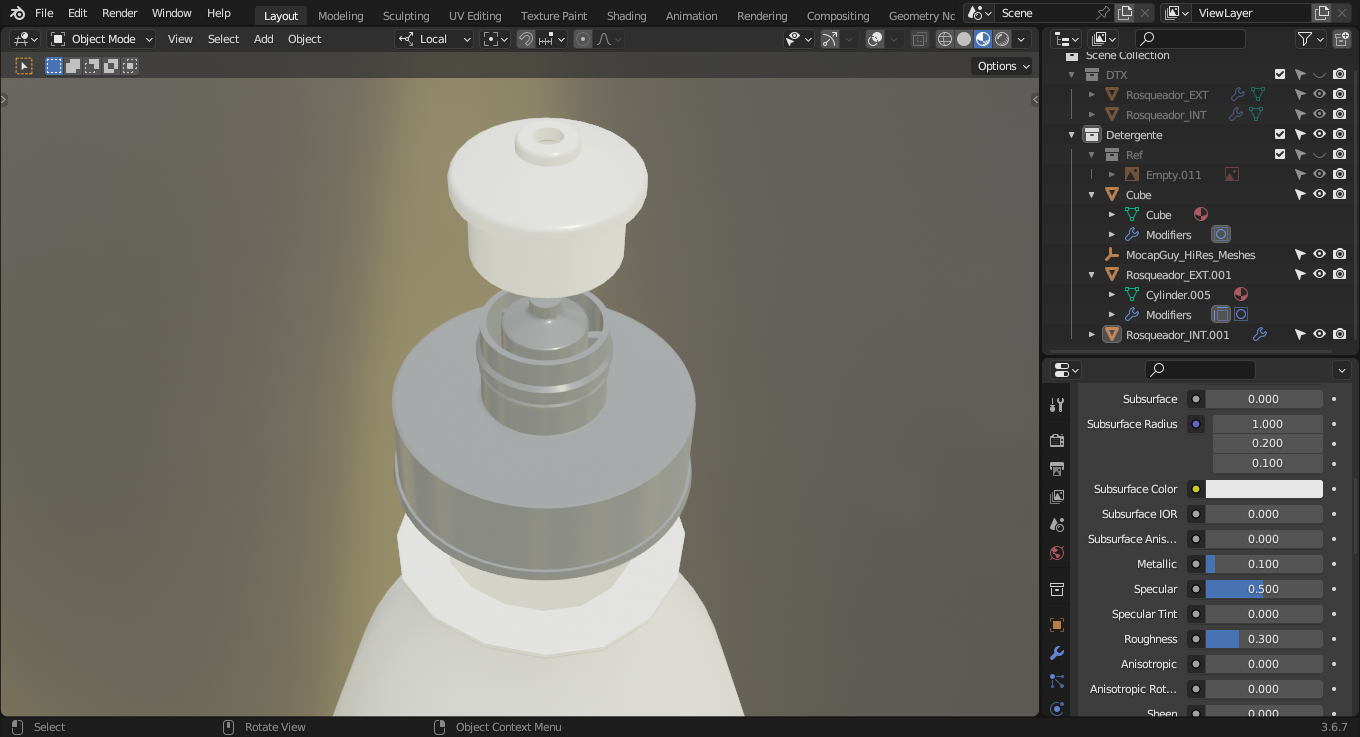 File Edit Render Window Help Layout Modeling Sculpting UV Editing Texture Paint Shading Animation Rendering Compositing Geometry Nc Scene ViewLayer
Object Mode View Select Add Object Local
Options
Scene Collection
DTX
Rosqueador_EXT
Rosqueador_INT
Detergente
Ref
Empty.011
Cube
Cube
Modifiers
MocapGuy_HiRes_Meshes
Rosqueador_EXT.001
Cylinder.005
Modifiers
Rosqueador_INT.001
Subsurface 0.000
Subsurface Radius 1.000
0.200
0.100
Subsurface Color
Subsurface IOR 0.000
Subsurface Anis... 0.000
Metallic 0.100
Specular 0.500
Specular Tint 0.000
Roughness 0.300
Anisotropic 0.000
Anisotropic Rot... 0.000
Sheen 0.000
Select Rotate View Object Context Menu 3.6.7